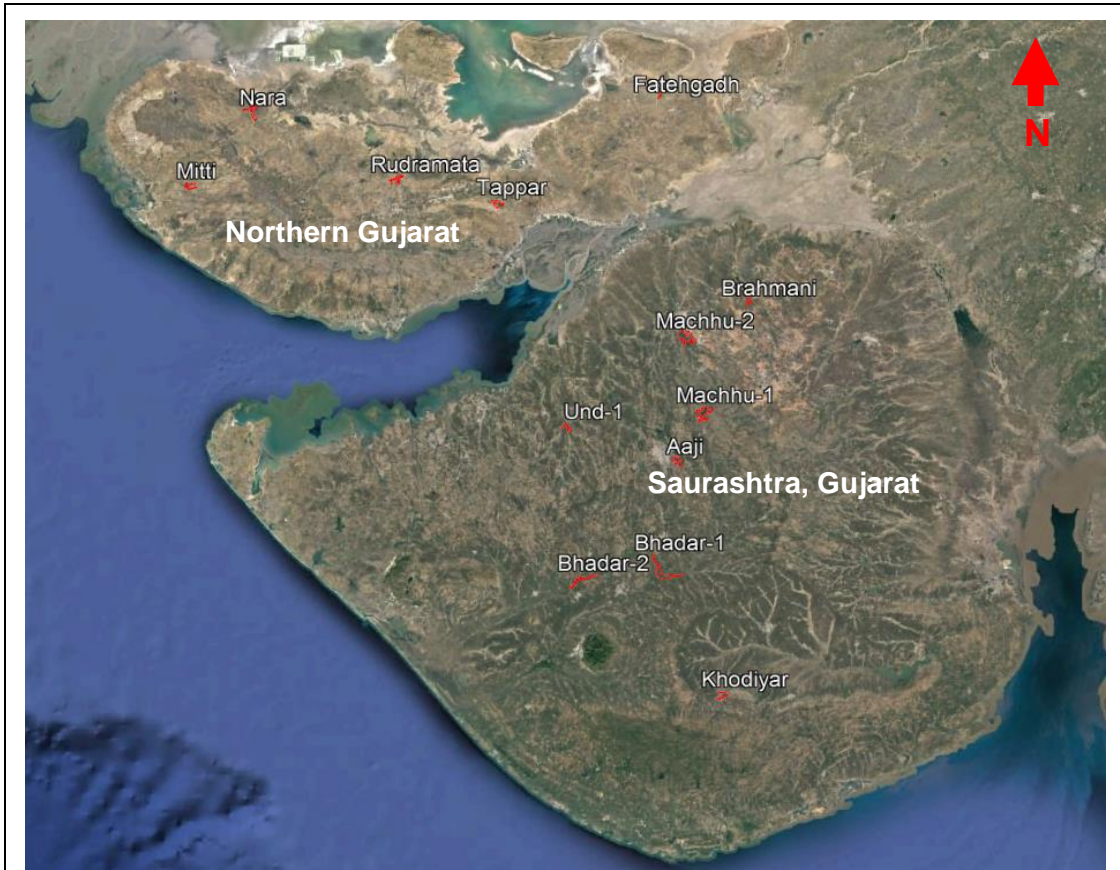 Fatehgadh
Nara
N
Mitti
Rudramata
Tappar
Northern Gujarat
Brahmani
Machhu-2
Machhu-1
Und-1
Aaji
Saurashtra, Gujarat
Bhadar-1
Bhadar-2
Khodiyar